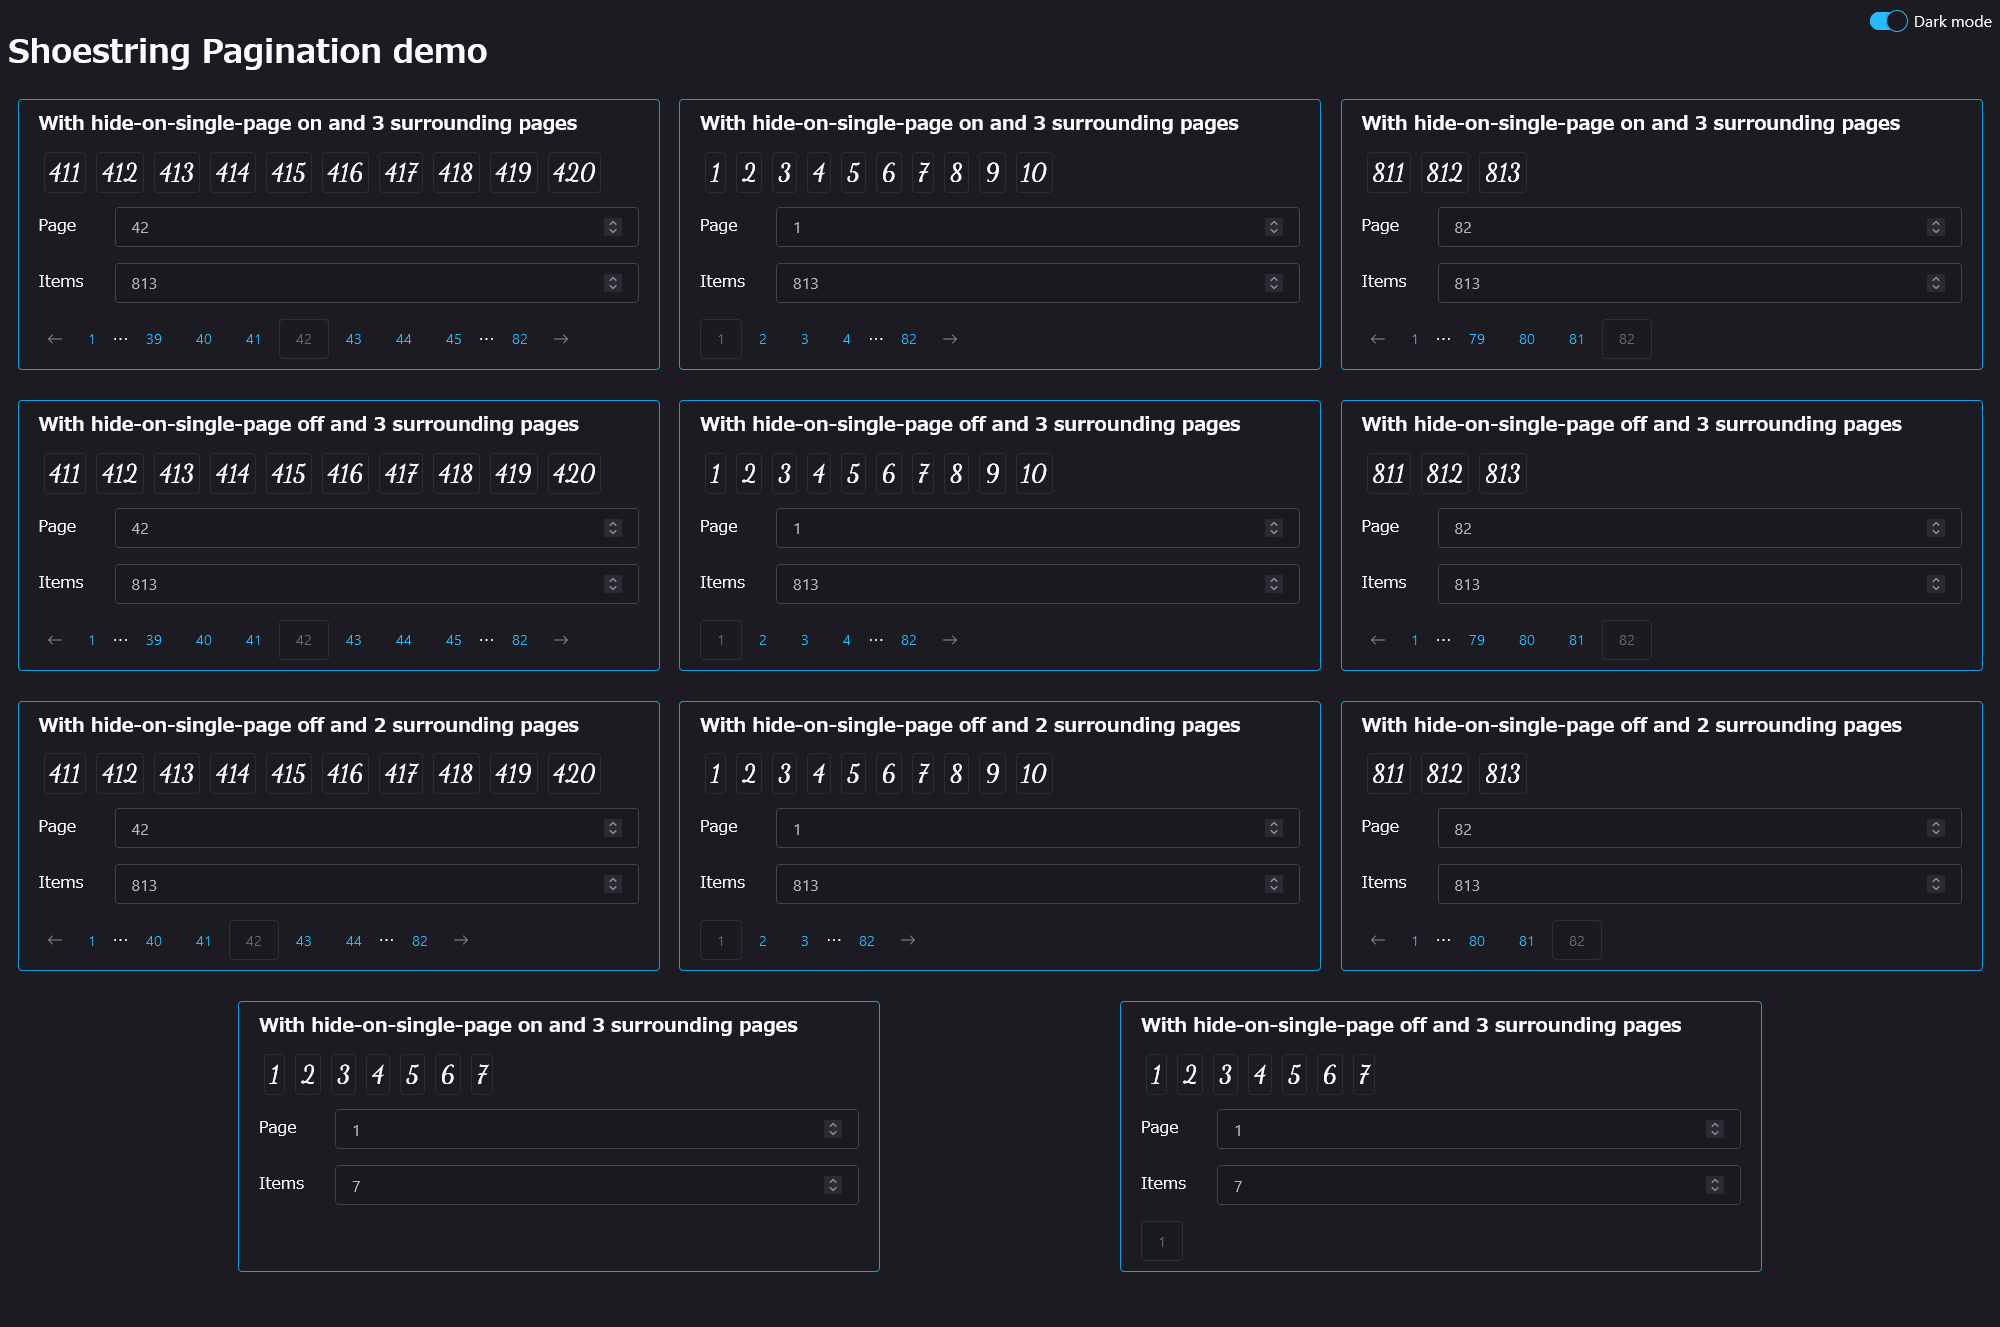 Dark mode
Shoestring Pagination demo
With hide-on-single-page on and 3 surrounding pages
411 412 413 414 415 416 417 418 419 420
Page 42
Items 813
← 1 ... 39 40 41 42 43 44 45 ... 82 →
With hide-on-single-page on and 3 surrounding pages
1 2 3 4 5 6 7 8 9 10
Page 1
Items 813
1 2 3 4 ... 82 →
With hide-on-single-page on and 3 surrounding pages
811 812 813
Page 82
Items 813
← 1 ... 79 80 81 82
With hide-on-single-page off and 3 surrounding pages
411 412 413 414 415 416 417 418 419 420
Page 42
Items 813
← 1 ... 39 40 41 42 43 44 45 ... 82 →
With hide-on-single-page off and 3 surrounding pages
1 2 3 4 5 6 7 8 9 10
Page 1
Items 813
1 2 3 4 ... 82 →
With hide-on-single-page off and 3 surrounding pages
811 812 813
Page 82
Items 813
← 1 ... 79 80 81 82
With hide-on-single-page off and 2 surrounding pages
411 412 413 414 415 416 417 418 419 420
Page 42
Items 813
← 1 ... 40 41 42 43 44 ... 82 →
With hide-on-single-page off and 2 surrounding pages
1 2 3 4 5 6 7 8 9 10
Page 1
Items 813
1 2 3 ... 82 →
With hide-on-single-page off and 2 surrounding pages
811 812 813
Page 82
Items 813
← 1 ... 80 81 82
With hide-on-single-page on and 3 surrounding pages
1 2 3 4 5 6 7
Page 1
Items 7
With hide-on-single-page off and 3 surrounding pages
1 2 3 4 5 6 7
Page 1
Items 7
1